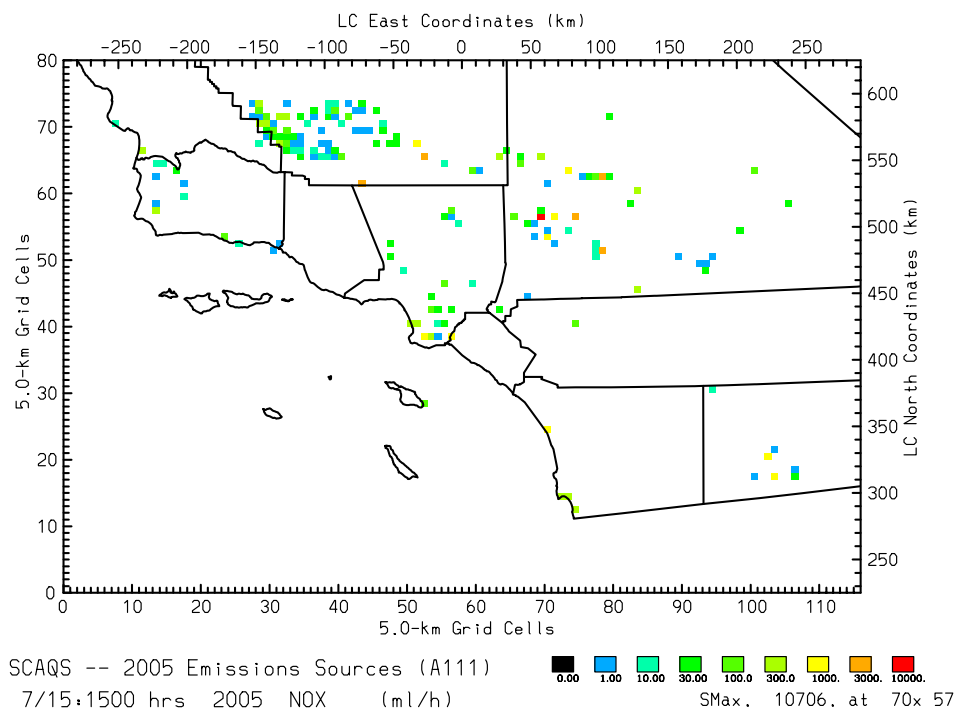 LC East Coordinates (km)
-250 -200 -150 -100 -50 0 50 100 150 200 250
80 600
70
550
60
500
50
450
40
400
30
350
20
300
10
250
0
0 10 20 30 40 50 60 70 80 90 100 110
5.0-km Grid Cells
LC North Coordinates (km)
5.0-km Grid Cells
SCAQS -- 2005 Emissions Sources (A111)
0.00 1.00 10.00 30.00 100.0 300.0 1000. 3000. 10000.
7/15:1500 hrs 2005 NOX (ml/h)
SMax. 10706. at 70x 57